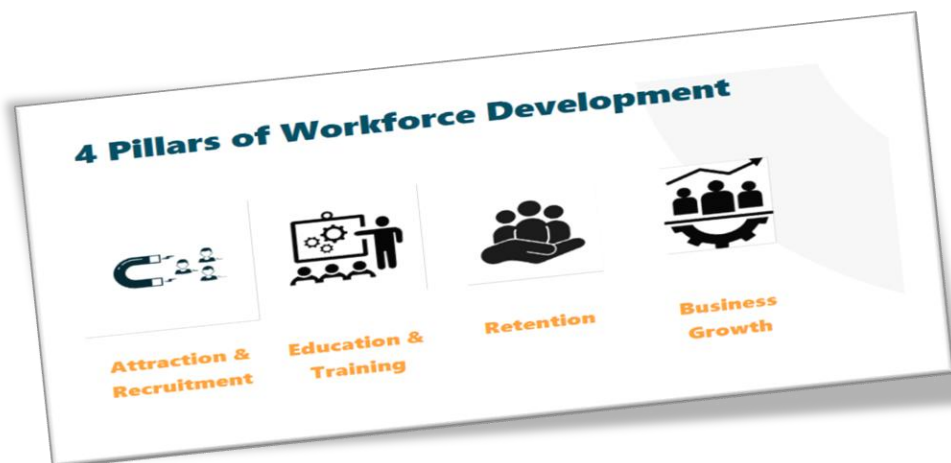 4 Pillars of Workforce Development
Attraction &
Recruitment
Education &
Training
Retention
Business
Growth